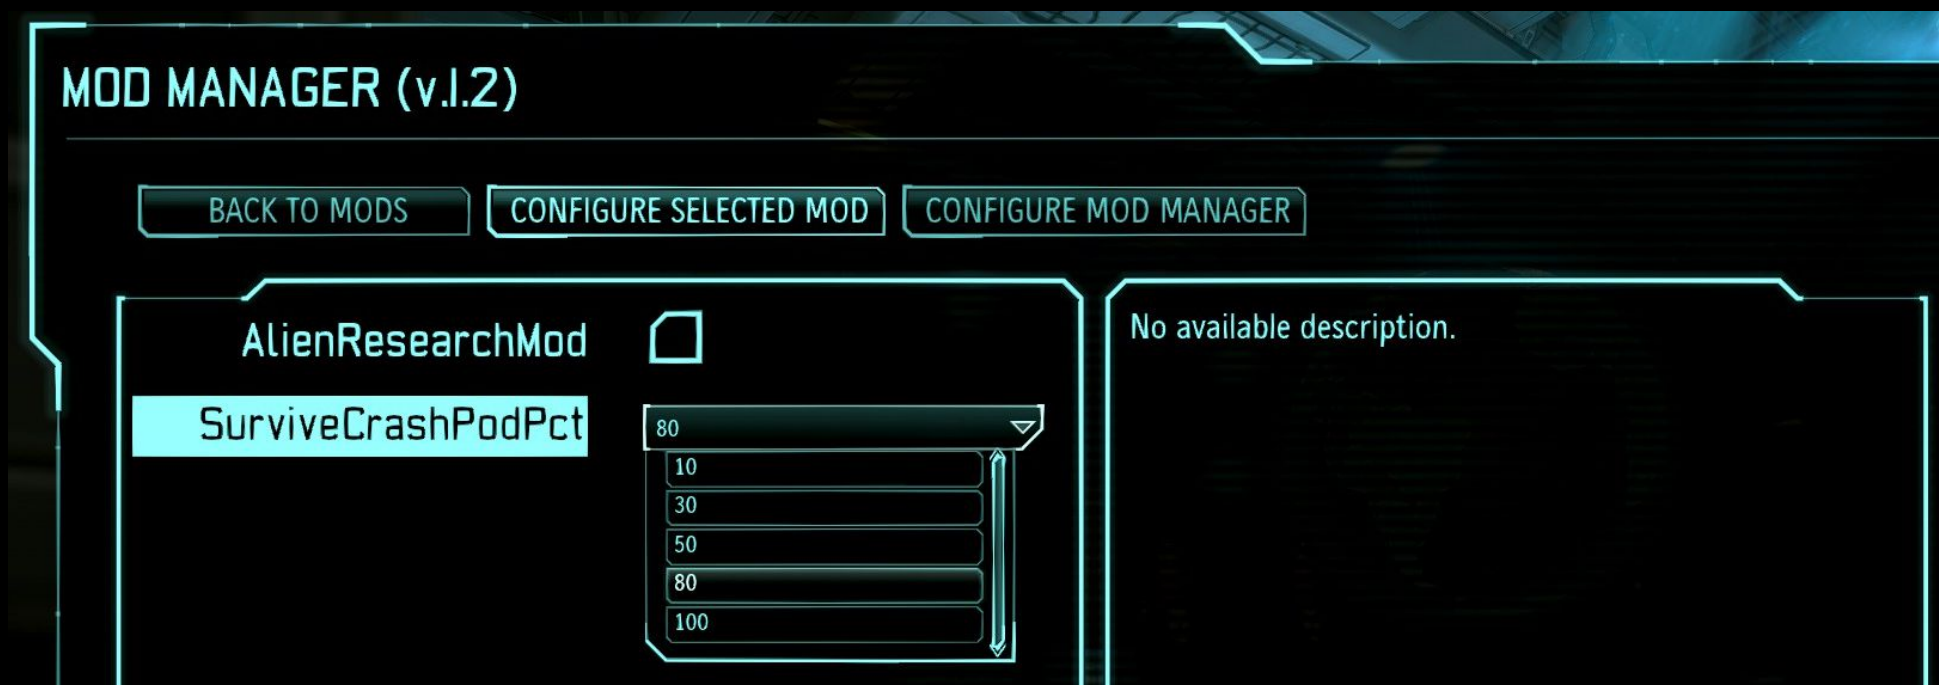 MOD MANAGER (v.1.2)
BACK TO MODS
CONFIGURE SELECTED MOD
CONFIGURE MOD MANAGER
AlienResearchMod
No available description.
SurviveCrashPodPct
80
10
30
50
80
100